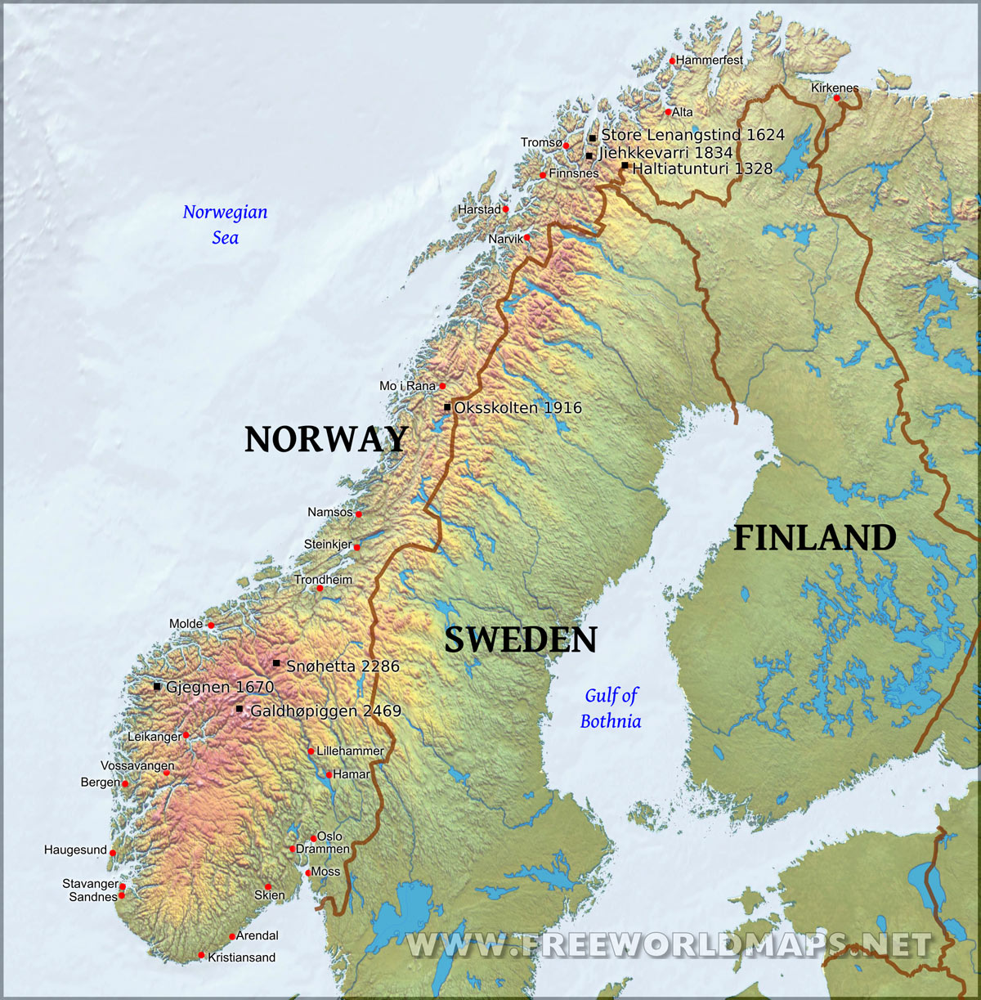 Hammerfest
Kirkenes
Alta
Store Lenangstind 1624
Tromsø
Jiehkkevarri 1834
Haltiatunturi 1328
Finnsnes
Norwegian
Sea
Harstad
Narvik
Mo i Rana
Oksskolten 1916
NORWAY
Namsos
FINLAND
Steinkjer
Trondheim
Molde
SWEDEN
Snøhetta 2286
Gjegnen 1670
Gulf of
Bothnia
Galdhøpiggen 2469
Leikanger
Lillehammer
Vossavangen
Hamar
Bergen
Oslo
Haugesund
Drammen
Moss
Stavanger
Sandnes
Skien
Arendal
Kristiansand
WWW.FREEWORLDMAPS.NET